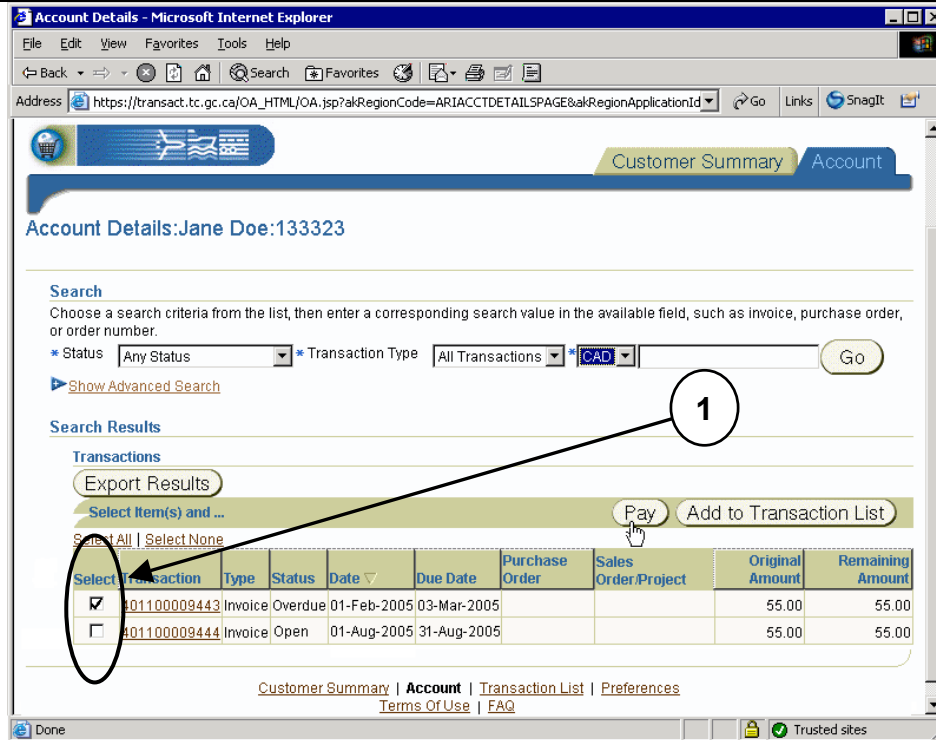 Account Details - Microsoft Internet Explorer
File Edit View Favorites Tools Help
Back Search Favorites
Address https://transact.tc.gc.ca/OA_HTML/OA.jsp?akRegionCode=ARIACCTDETAILSPAGE&akRegionApplicationId Go Links SnagIt
Customer Summary Account
Account Details:Jane Doe:133323
Search
Choose a search criteria from the list, then enter a corresponding search value in the available field, such as invoice, purchase order,
or order number.
* Status Any Status * Transaction Type All Transactions * CAD Go
Show Advanced Search
1
Search Results
Transactions
Export Results
Select Item(s) and ... Pay Add to Transaction List
Select All | Select None
Select Transaction Type Status Date Due Date Purchase Order Sales Order/Project Original Amount Remaining Amount
401100009443 Invoice Overdue 01-Feb-2005 03-Mar-2005 55.00 55.00
401100009444 Invoice Open 01-Aug-2005 31-Aug-2005 55.00 55.00
Customer Summary | Account | Transaction List | Preferences
Terms Of Use | FAQ
Done Trusted sites